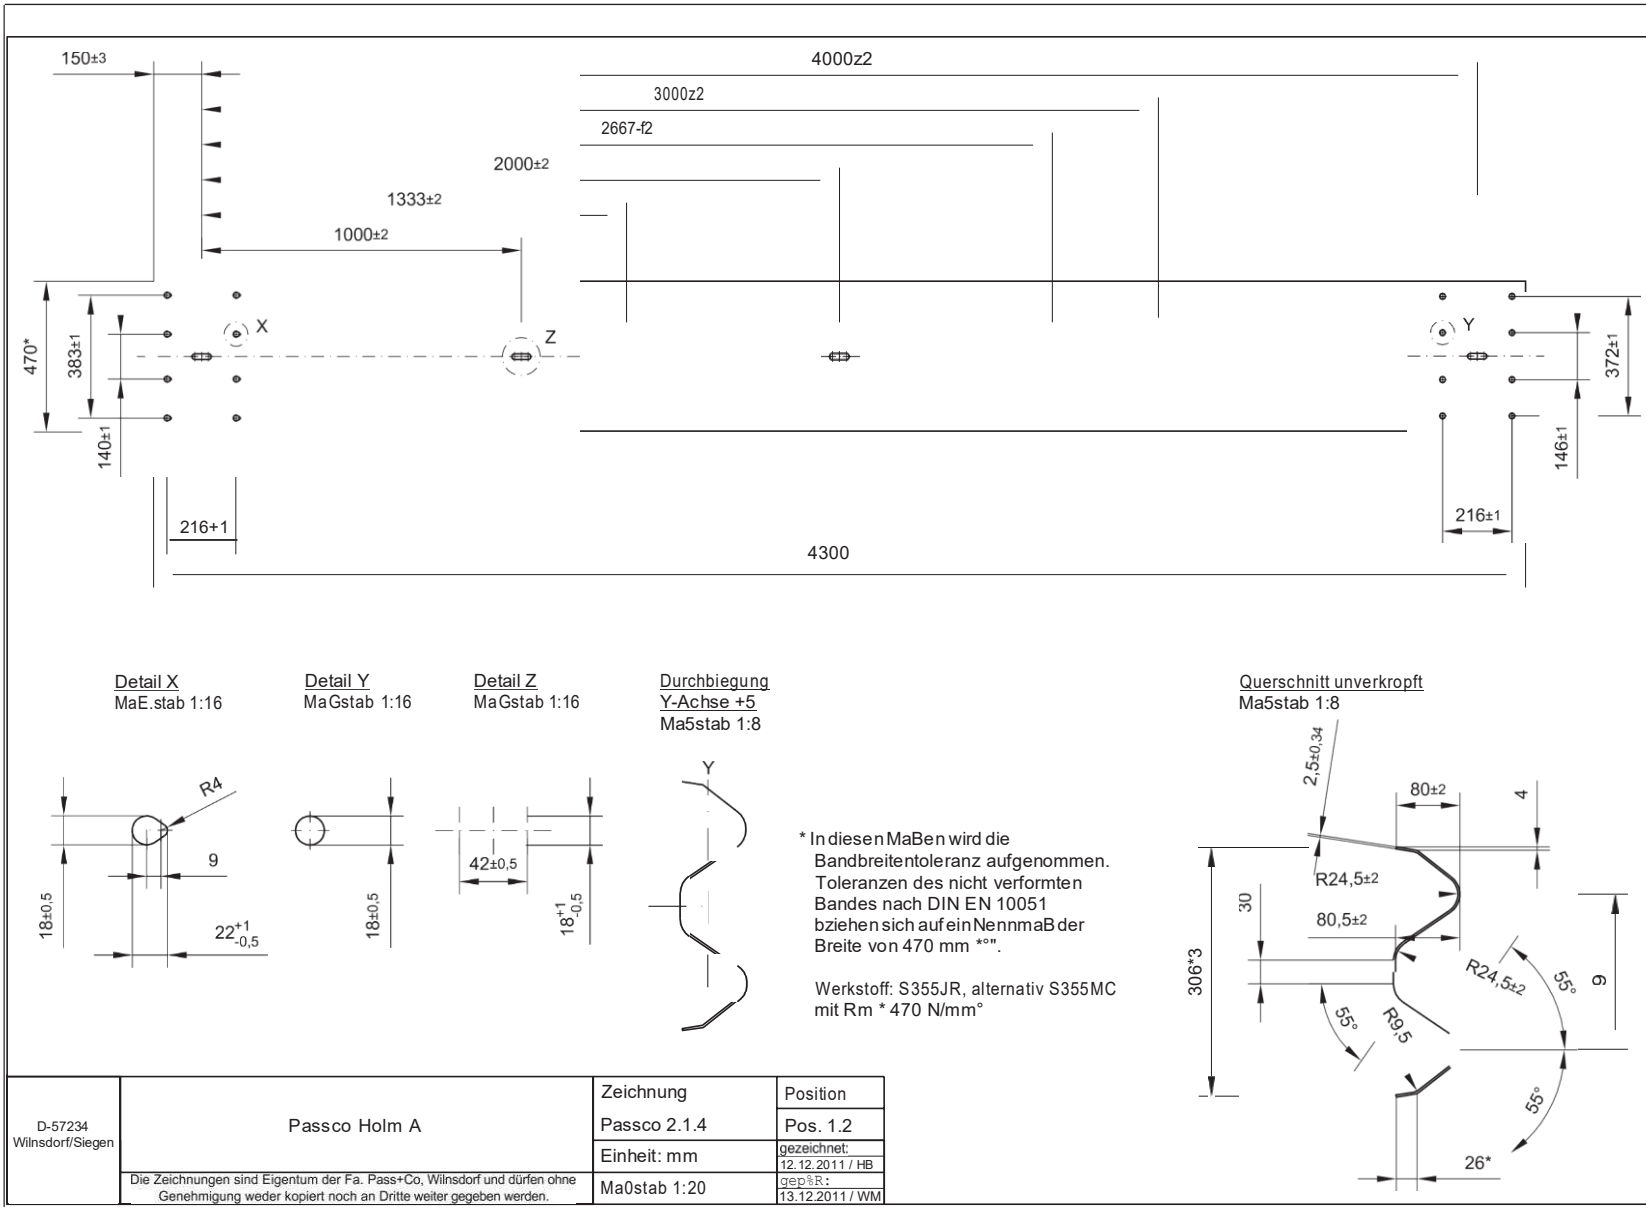 150±3
4000z2
3000z2
2667-f2
2000±2
1333±2
1000±2
X
Z
Y
470*
383±1
140±1
372±1
146±1
216+1
216±1
4300
Detail X
MaE.stab 1:16
Detail Y
MaGstab 1:16
Detail Z
MaGstab 1:16
Durchbiegung
Y-Achse +5
Ma5stab 1:8
Querschnitt unverkropft
Ma5stab 1:8
R4
9
18±0,5
22+1 -0,5
18±0,5
42±0,5
18+1 -0,5
Y
* In diesen MaBen wird die
Bandbreitentoleranz aufgenommen.
Toleranzen des nicht verformten
Bandes nach DIN EN 10051
bziehen sich auf ein NennmaB der
Breite von 470 mm *°".
Werkstoff: S355JR, alternativ S355MC
mit Rm * 470 N/mm°
2,5±0,34
80±2
4
R24,5±2
30
80,5±2
306*3
R24,5±2
55°
9
55°
R9,5
55°
26*
D-57234
Wilnsdorf/Siegen
Passco Holm A
Die Zeichnungen sind Eigentum der Fa. Pass+Co, Wilnsdorf und dürfen ohne
Genehmigung weder kopiert noch an Dritte weiter gegeben werden.
Zeichnung
Passco 2.1.4
Einheit: mm
Ma0stab 1:20
Position
Pos. 1.2
gezeichnet:
12.12.2011 / HB
gep%R:
13.12.2011 / WM